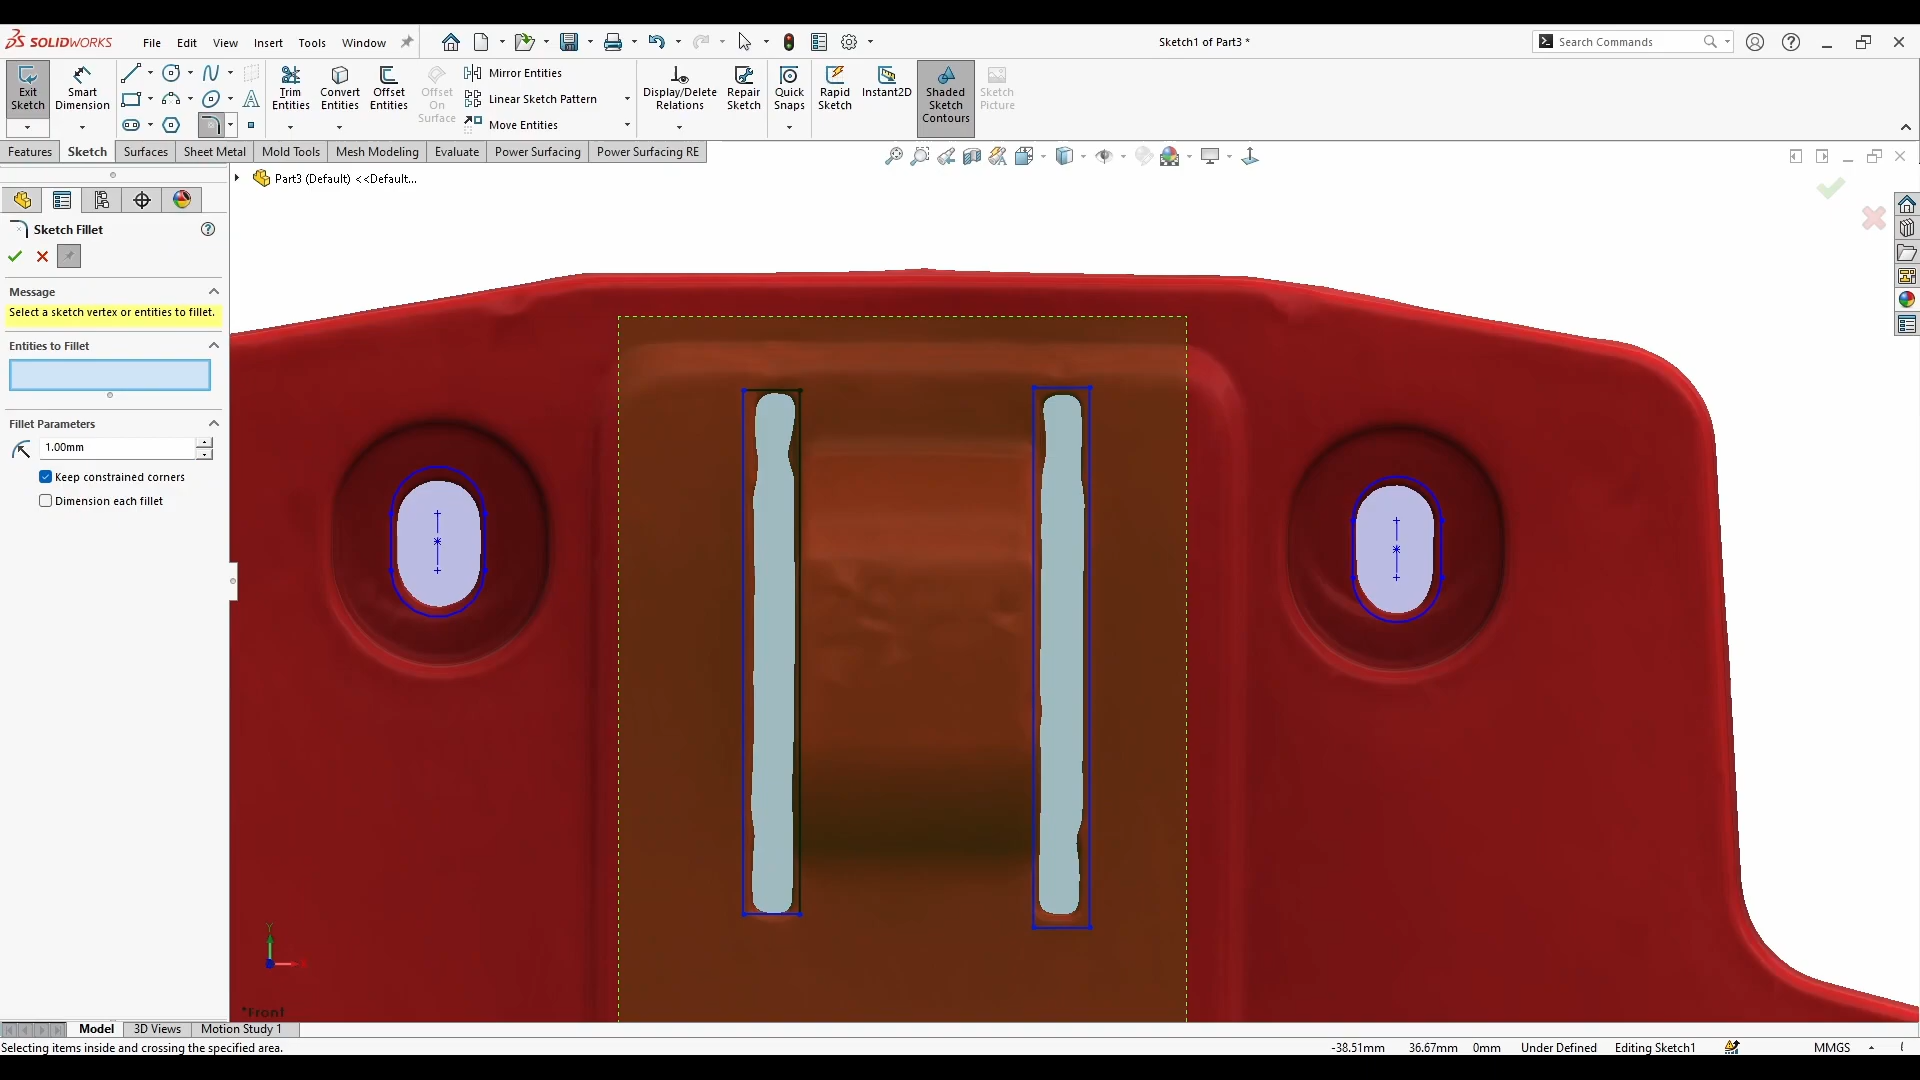 SOLIDWORKS
File Edit View Insert Tools Window
Sketch1 of Part3 *
Search Commands
Exit Sketch
Smart Dimension
Trim Entities
Convert Entities
Offset Entities
Offset On Surface
Mirror Entities
Linear Sketch Pattern
Move Entities
Display/Delete Relations
Repair Sketch
Quick Snaps
Rapid Sketch
Instant2D
Shaded Sketch Contours
Sketch Picture
Features Sketch Surfaces Sheet Metal Mold Tools Mesh Modeling Evaluate Power Surfacing Power Surfacing RE
Part3 (Default) <<Default...
Sketch Fillet
Message
Select a sketch vertex or entities to fillet.
Entities to Fillet
Fillet Parameters
1.00mm
Keep constrained corners
Dimension each fillet
Y
X
*Front
Model 3D Views Motion Study 1
Selecting items inside and crossing the specified area.
-38.51mm 36.67mm 0mm Under Defined Editing Sketch1 MMGS